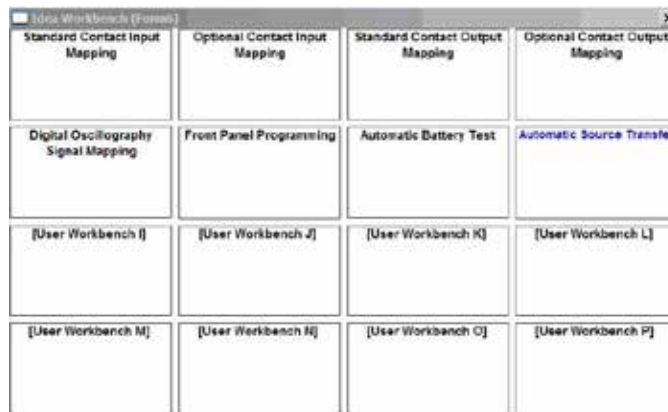 Idea Workbench (Form6)
Standard Contact Input
Mapping
Optional Contact Input
Mapping
Standard Contact Output
Mapping
Optional Contact Output
Mapping
Digital Oscillography
Signal Mapping
Front Panel Programming
Automatic Battery Test
Automatic Source Transfe
[User Workbench I]
[User Workbench J]
[User Workbench K]
[User Workbench L]
[User Workbench M]
[User Workbench N]
[User Workbench O]
[User Workbench P]